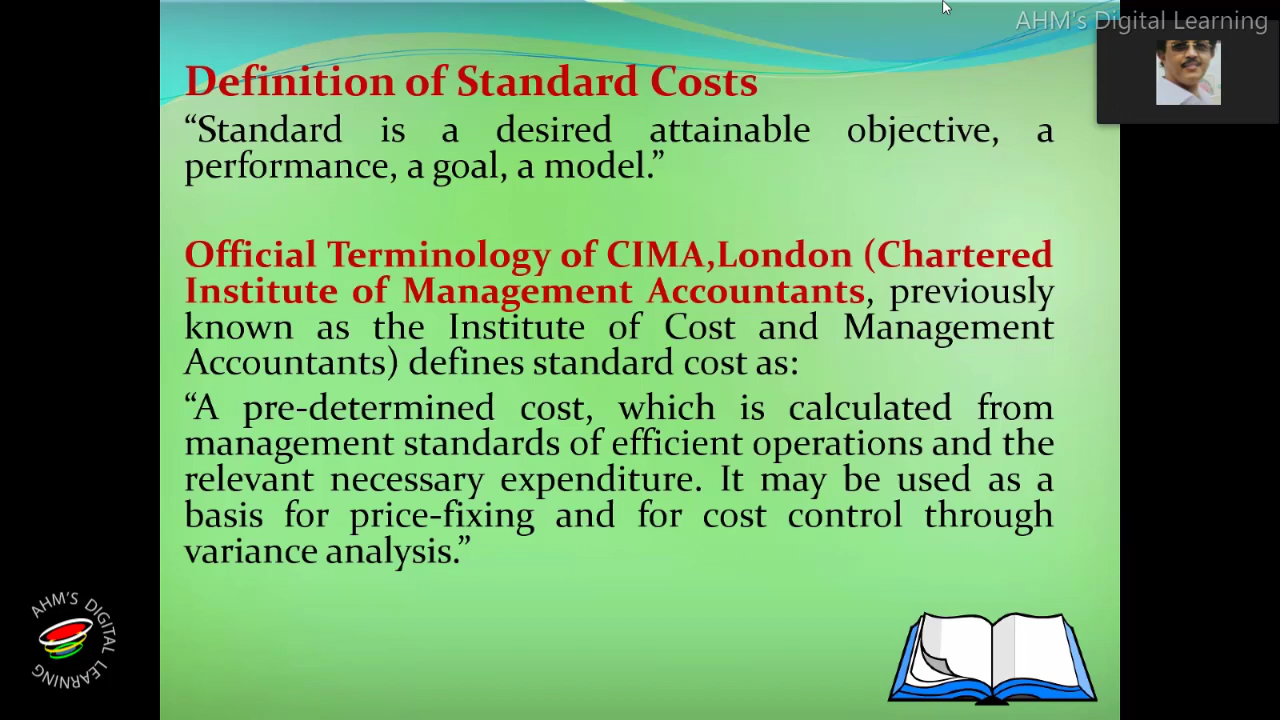 AHM's Digital Learning
Definition of Standard Costs
“Standard is a desired attainable objective, a
performance, a goal, a model.”
Official Terminology of CIMA,London (Chartered
Institute of Management Accountants, previously
known as the Institute of Cost and Management
Accountants) defines standard cost as:
“A pre-determined cost, which is calculated from
management standards of efficient operations and the
relevant necessary expenditure. It may be used as a
basis for price-fixing and for cost control through
variance analysis.”
AHM'S DIGITAL LEARNING